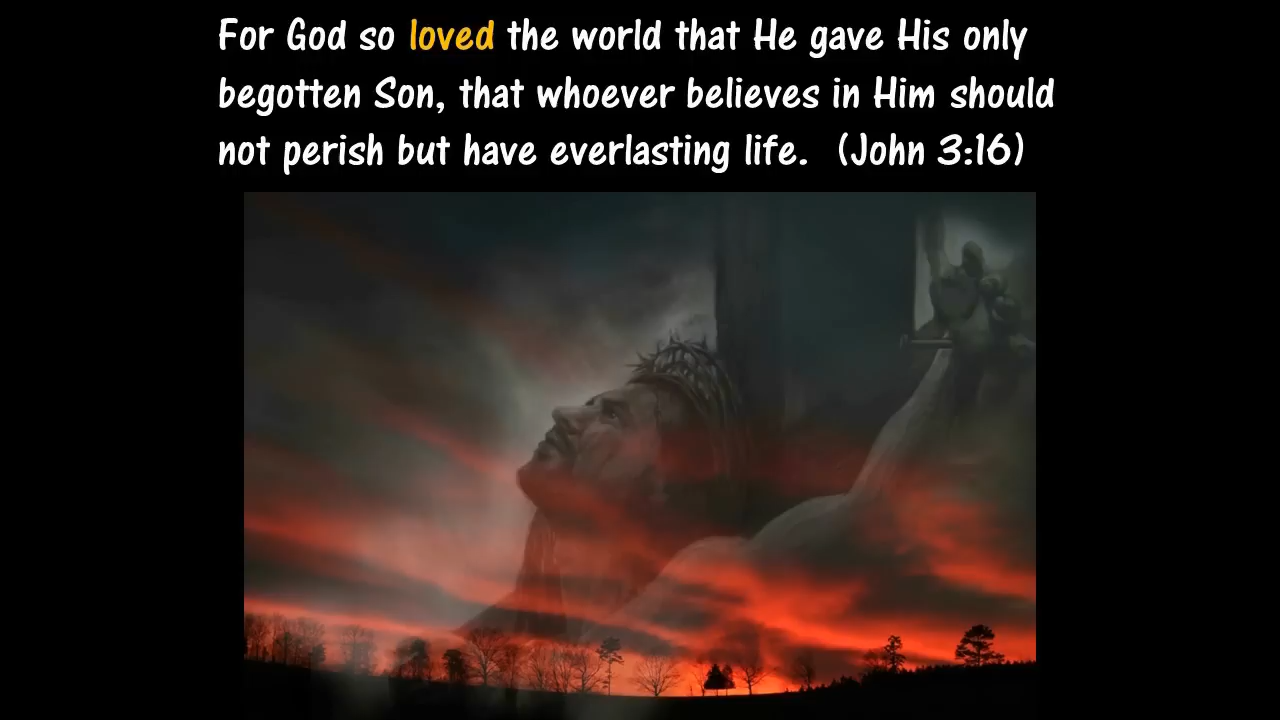 For God so loved the world that He gave His only
begotten Son, that whoever believes in Him should
not perish but have everlasting life.  (John 3:16)